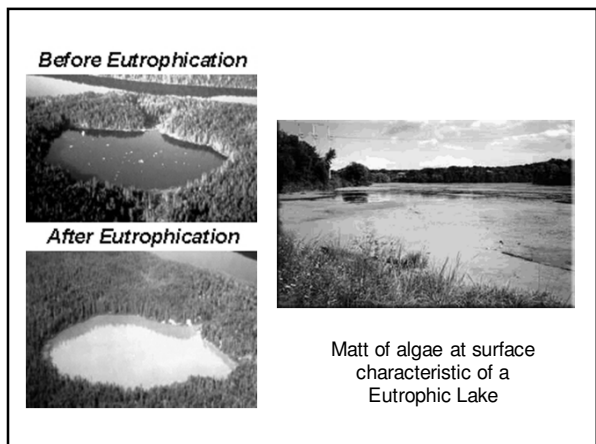 Before Eutrophication
After Eutrophication
Matt of algae at surface
characteristic of a
Eutrophic Lake